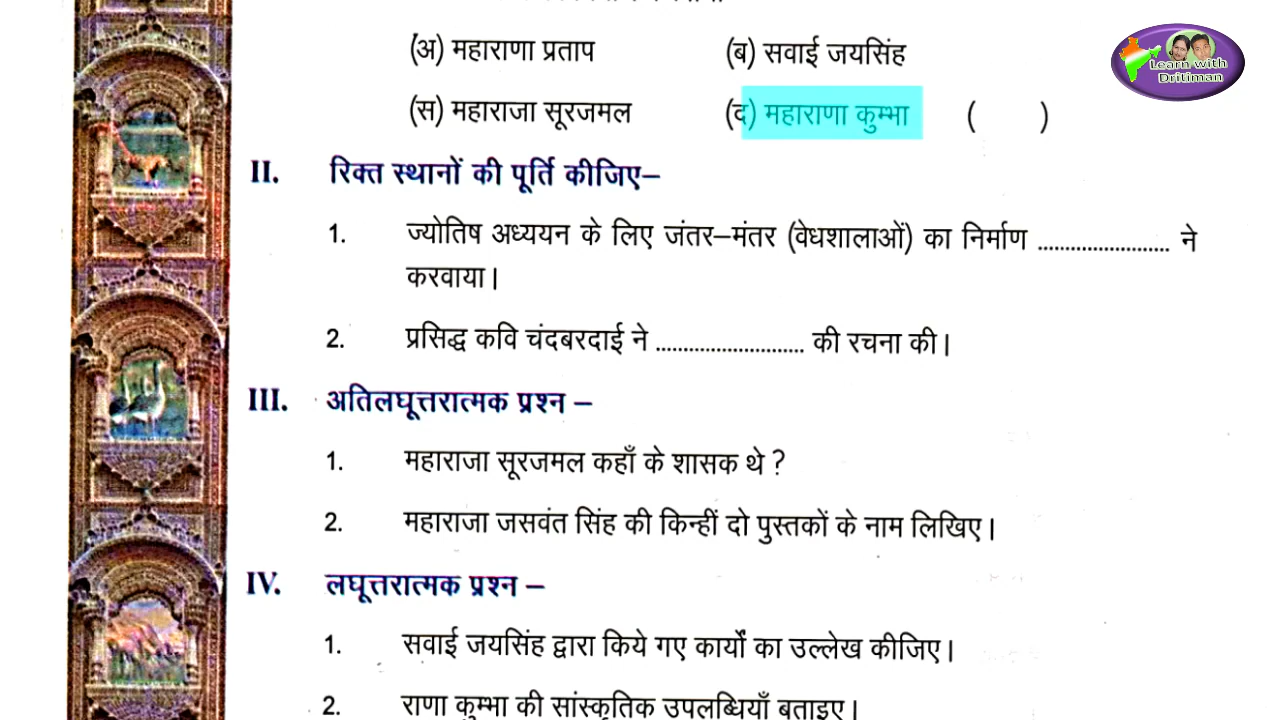 (अ) महाराणा प्रताप (ब) सवाई जयसिंह
Learn with
Dritiman
(स) महाराजा सूरजमल (द) महाराणा कुम्भा ( )
II. रिक्त स्थानों की पूर्ति कीजिए–
1. ज्योतिष अध्ययन के लिए जंतर–मंतर (वेधशालाओं) का निर्माण ........................ ने
करवाया।
2. प्रसिद्ध कवि चंदबरदाई ने ........................... की रचना की।
III. अतिलघूत्तरात्मक प्रश्न –
1. महाराजा सूरजमल कहाँ के शासक थे ?
2. महाराजा जसवंत सिंह की किन्हीं दो पुस्तकों के नाम लिखिए।
IV. लघूत्तरात्मक प्रश्न –
1. सवाई जयसिंह द्वारा किये गए कार्यों का उल्लेख कीजिए।
2. राणा कुम्भा की सांस्कृतिक उपलब्धियाँ बताइए।